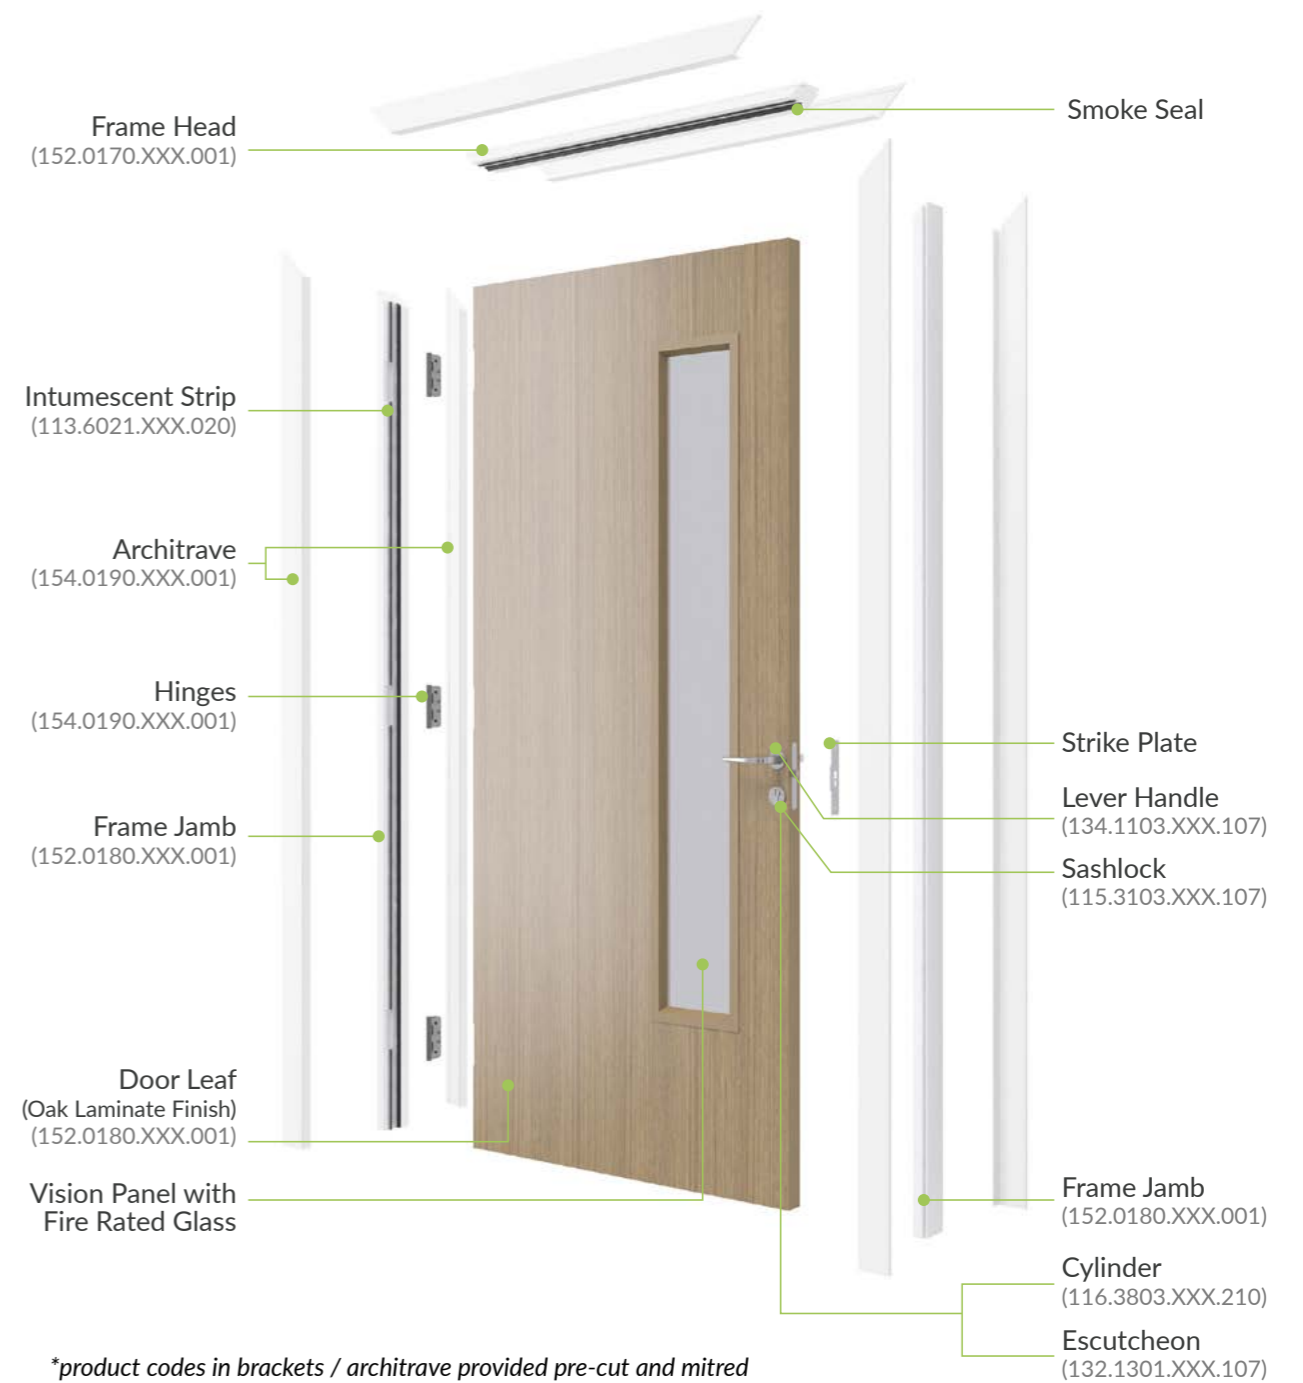 Frame Head
(152.0170.XXX.001)
Smoke Seal
Intumescent Strip
(113.6021.XXX.020)
Architrave
(154.0190.XXX.001)
Hinges
(154.0190.XXX.001)
Frame Jamb
(152.0180.XXX.001)
Door Leaf
(Oak Laminate Finish)
(152.0180.XXX.001)
Vision Panel with
Fire Rated Glass
Strike Plate
Lever Handle
(134.1103.XXX.107)
Sashlock
(115.3103.XXX.107)
Frame Jamb
(152.0180.XXX.001)
Cylinder
(116.3803.XXX.210)
Escutcheon
(132.1301.XXX.107)
*product codes in brackets / architrave provided pre-cut and mitred